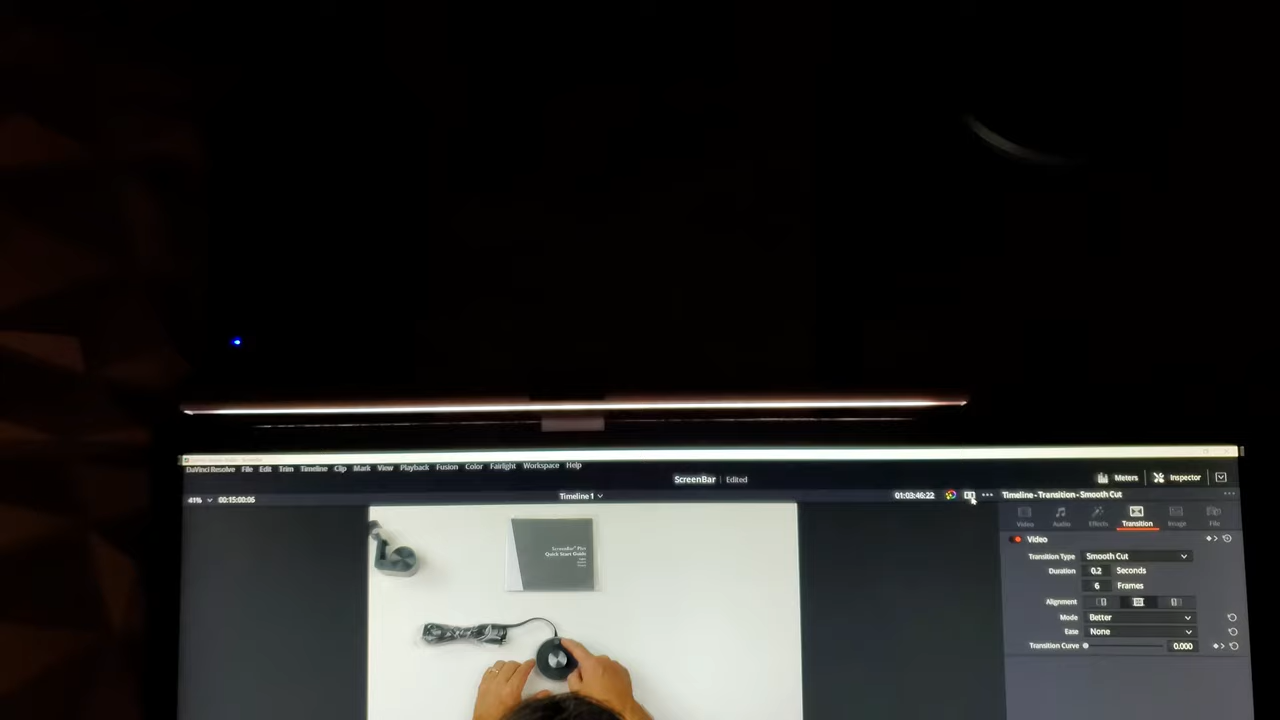 DaVinci Resolve File Edit Trim Timeline Clip Mark View Playback Fusion Color Fairlight Workspace Help
ScreenBar | Edited
Meters
Inspector
41%
00:15:00:06
Timeline 1
01:03:46:22
Timeline - Transition - Smooth Cut
Video Audio Effects Transition Image File
Video
Transition Type Smooth Cut
Duration 0.2 Seconds
6 Frames
Alignment
Mode Better
Ease None
Transition Curve 0.000
ScreenBar Plus
Quick Start Guide